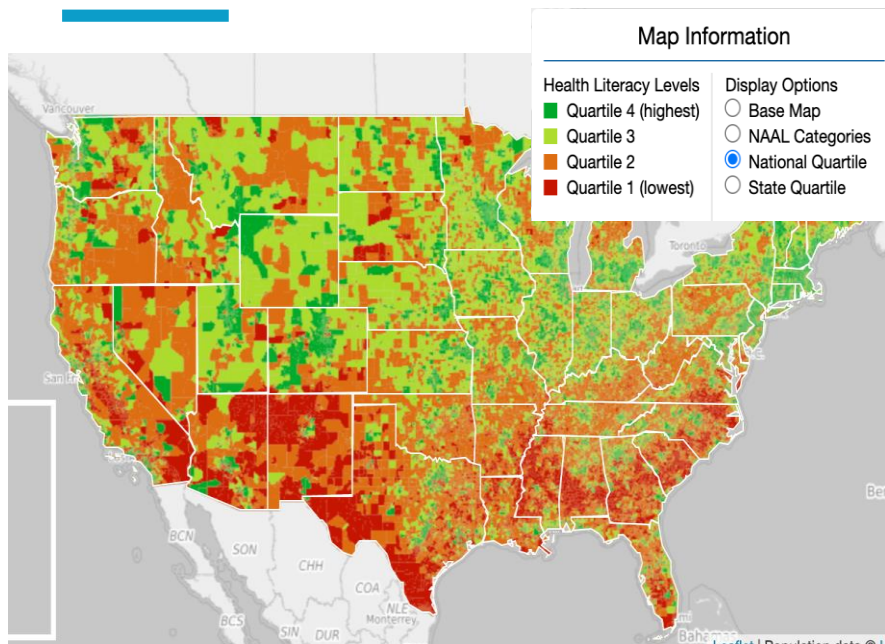 Map Information
Health Literacy Levels
Quartile 4 (highest)
Quartile 3
Quartile 2
Quartile 1 (lowest)
Display Options
Base Map
NAAL Categories
National Quartile
State Quartile
Vancouver
Toronto
San Fr
BCN
SON
CHH
COA
NLE
Monterrey
BCS
SIN
DUR
Bahamas
Leaflet | Population data ©